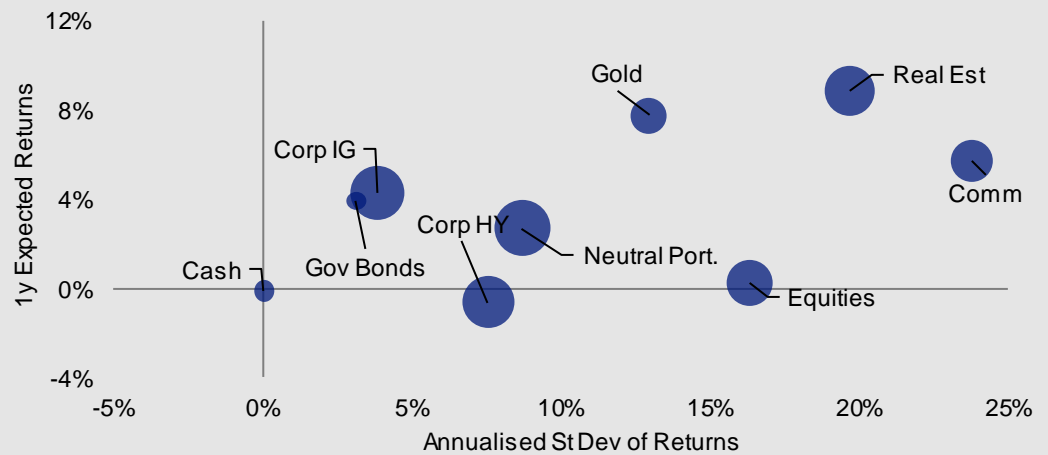 12%
8%
4%
0%
-4%
1y Expected Returns
Gold
Real Est
Corp IG
Comm
Corp HY
Neutral Port.
Gov Bonds
Cash
Equities
-5%
0%
5%
10%
15%
20%
25%
Annualised St Dev of Returns